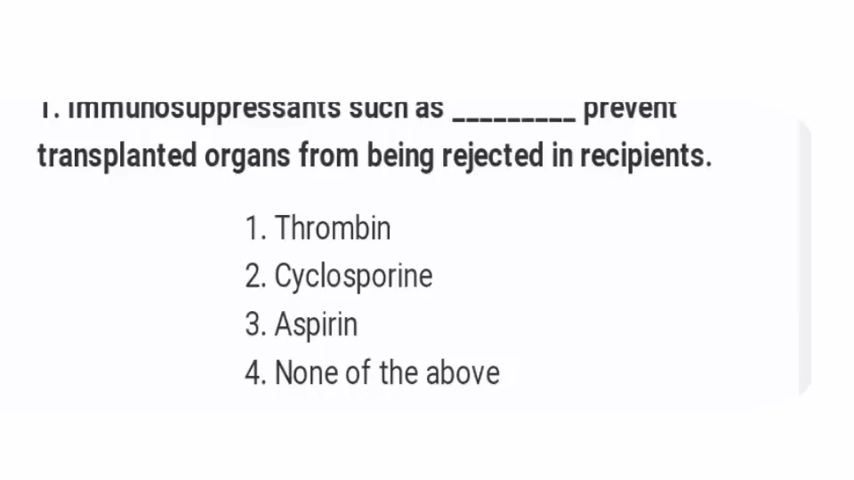 1. Immunosuppressants such as _________ prevent
transplanted organs from being rejected in recipients.
1. Thrombin
2. Cyclosporine
3. Aspirin
4. None of the above